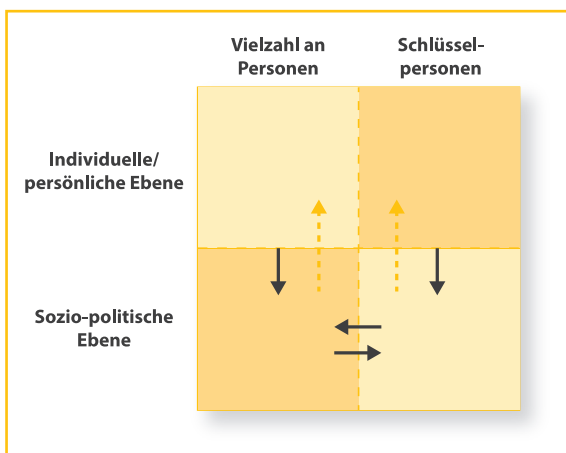 Vielzahl an
Personen
Schlüssel-
personen
Individuelle/
persönliche Ebene
Sozio-politische
Ebene